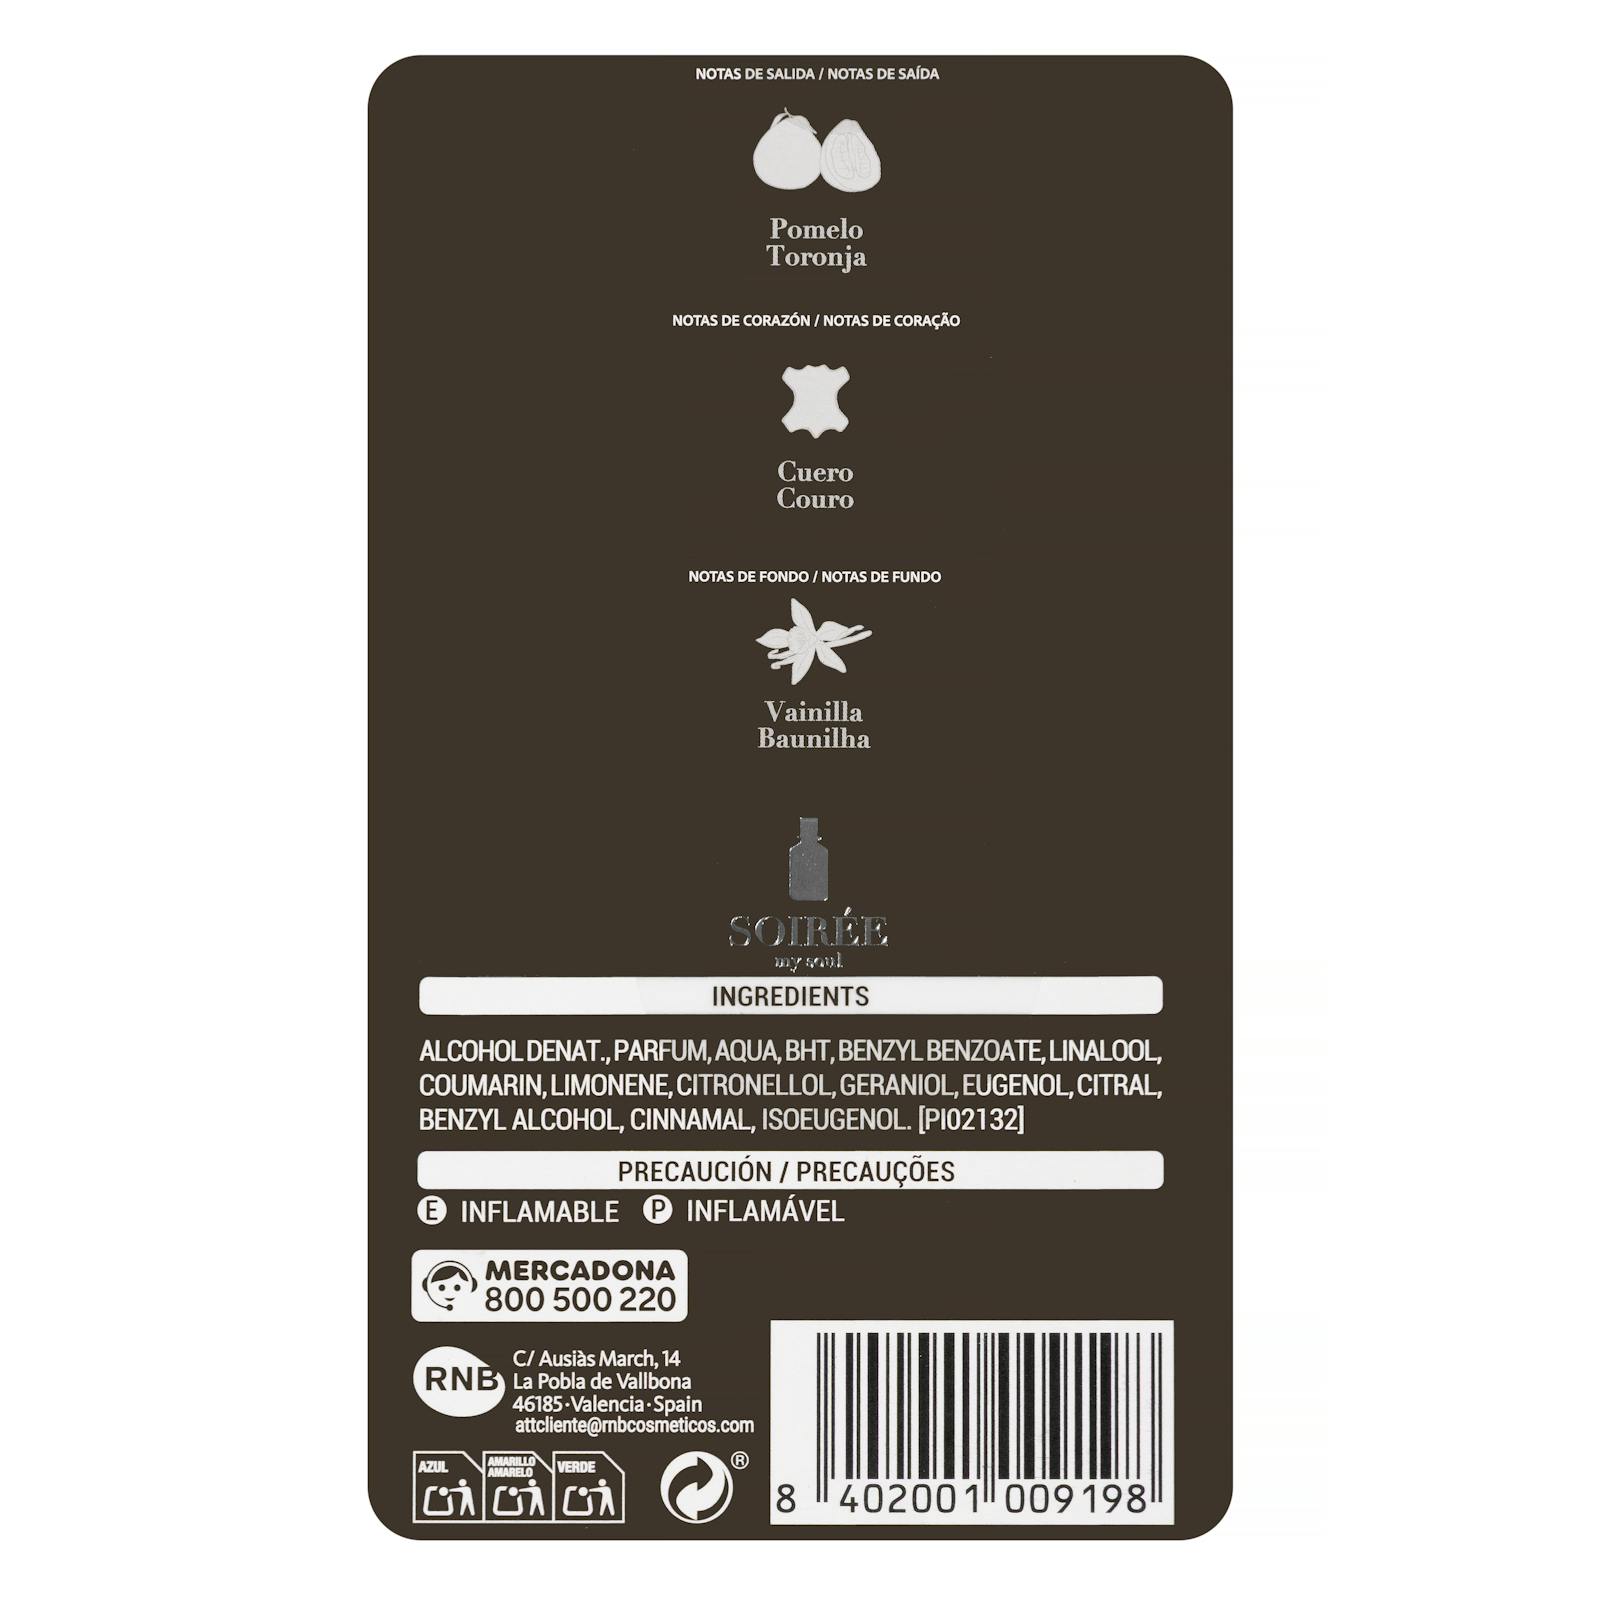 NOTAS DE SALIDA / NOTAS DE SAÍDA
Pomelo
Toronja
NOTAS DE CORAZÓN / NOTAS DE CORAÇÃO
Cuero
Couro
NOTAS DE FONDO / NOTAS DE FUNDO
Vainilla
Baunilha
SOIRÉE
my soul
INGREDIENTS
ALCOHOL DENAT., PARFUM, AQUA, BHT, BENZYL BENZOATE, LINALOOL,
COUMARIN, LIMONENE, CITRONELLOL, GERANIOL, EUGENOL, CITRAL,
BENZYL ALCOHOL, CINNAMAL, ISOEUGENOL. [PI02132]
PRECAUCIÓN / PRECAUÇÕES
E INFLAMABLE P INFLAMÁVEL
MERCADONA
800 500 220
RNB
C/ Ausiàs March, 14
La Pobla de Vallbona
46185·Valencia·Spain
attcliente@rnbcosmeticos.com
AZUL
AMARILLO
AMARELO
VERDE
®
8 402001 009198